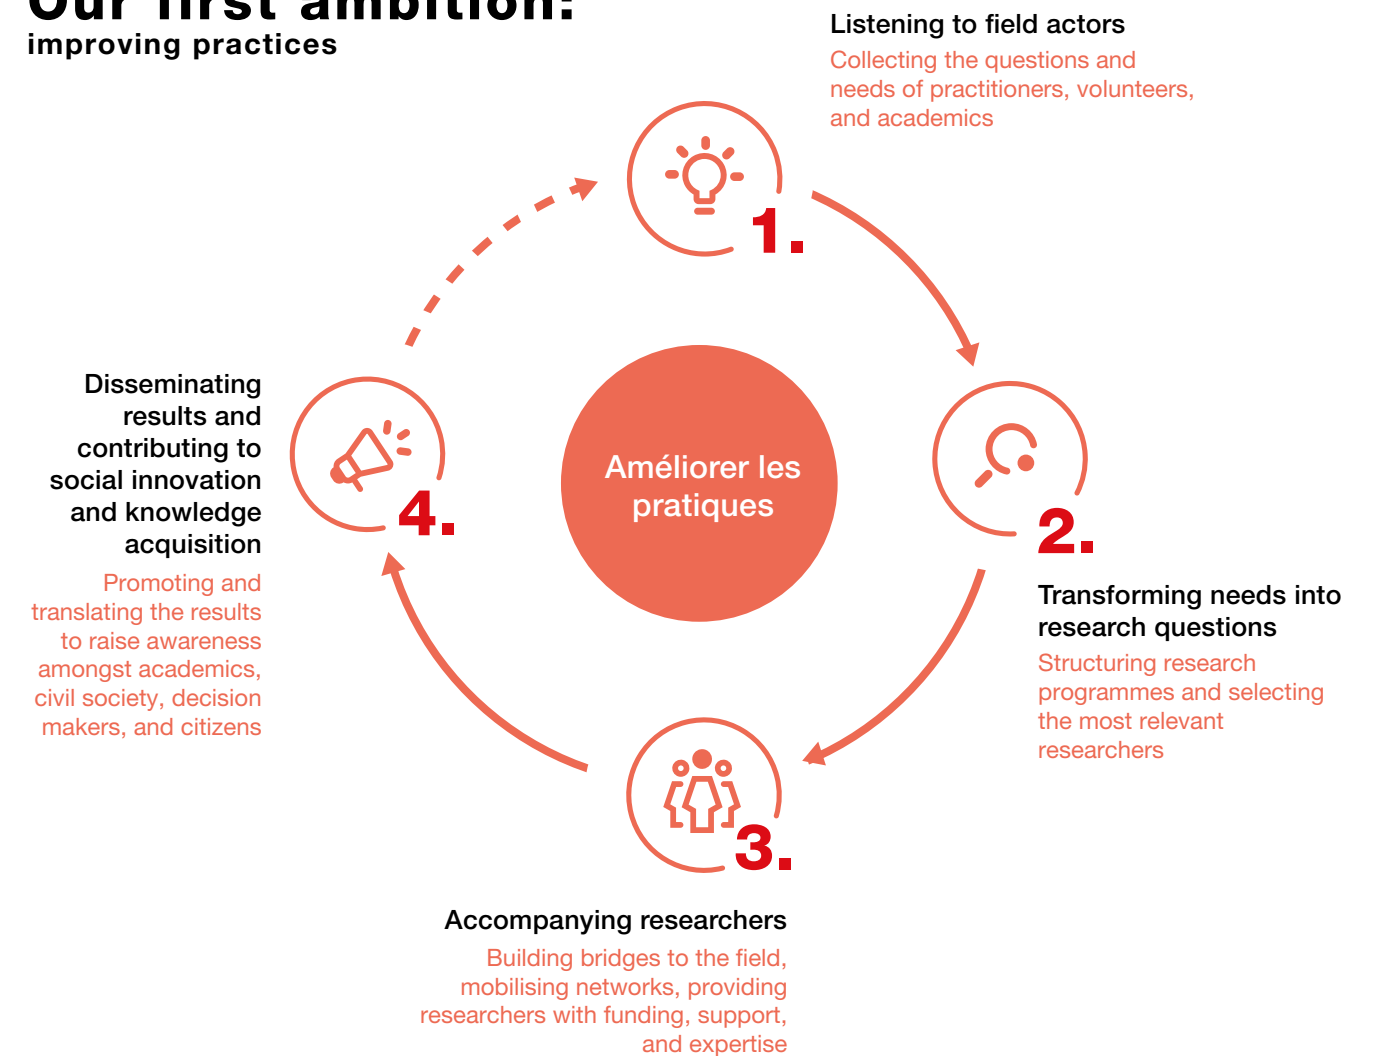 Our first ambition:
improving practices
Listening to field actors
Collecting the questions and
needs of practitioners, volunteers,
and academics
1.
Améliorer les
pratiques
2.
Transforming needs into
research questions
Structuring research
programmes and selecting
the most relevant
researchers
3.
Accompanying researchers
Building bridges to the field,
mobilising networks, providing
researchers with funding, support,
and expertise
4.
Disseminating
results and
contributing to
social innovation
and knowledge
acquisition
Promoting and
translating the results
to raise awareness
amongst academics,
civil society, decision
makers, and citizens